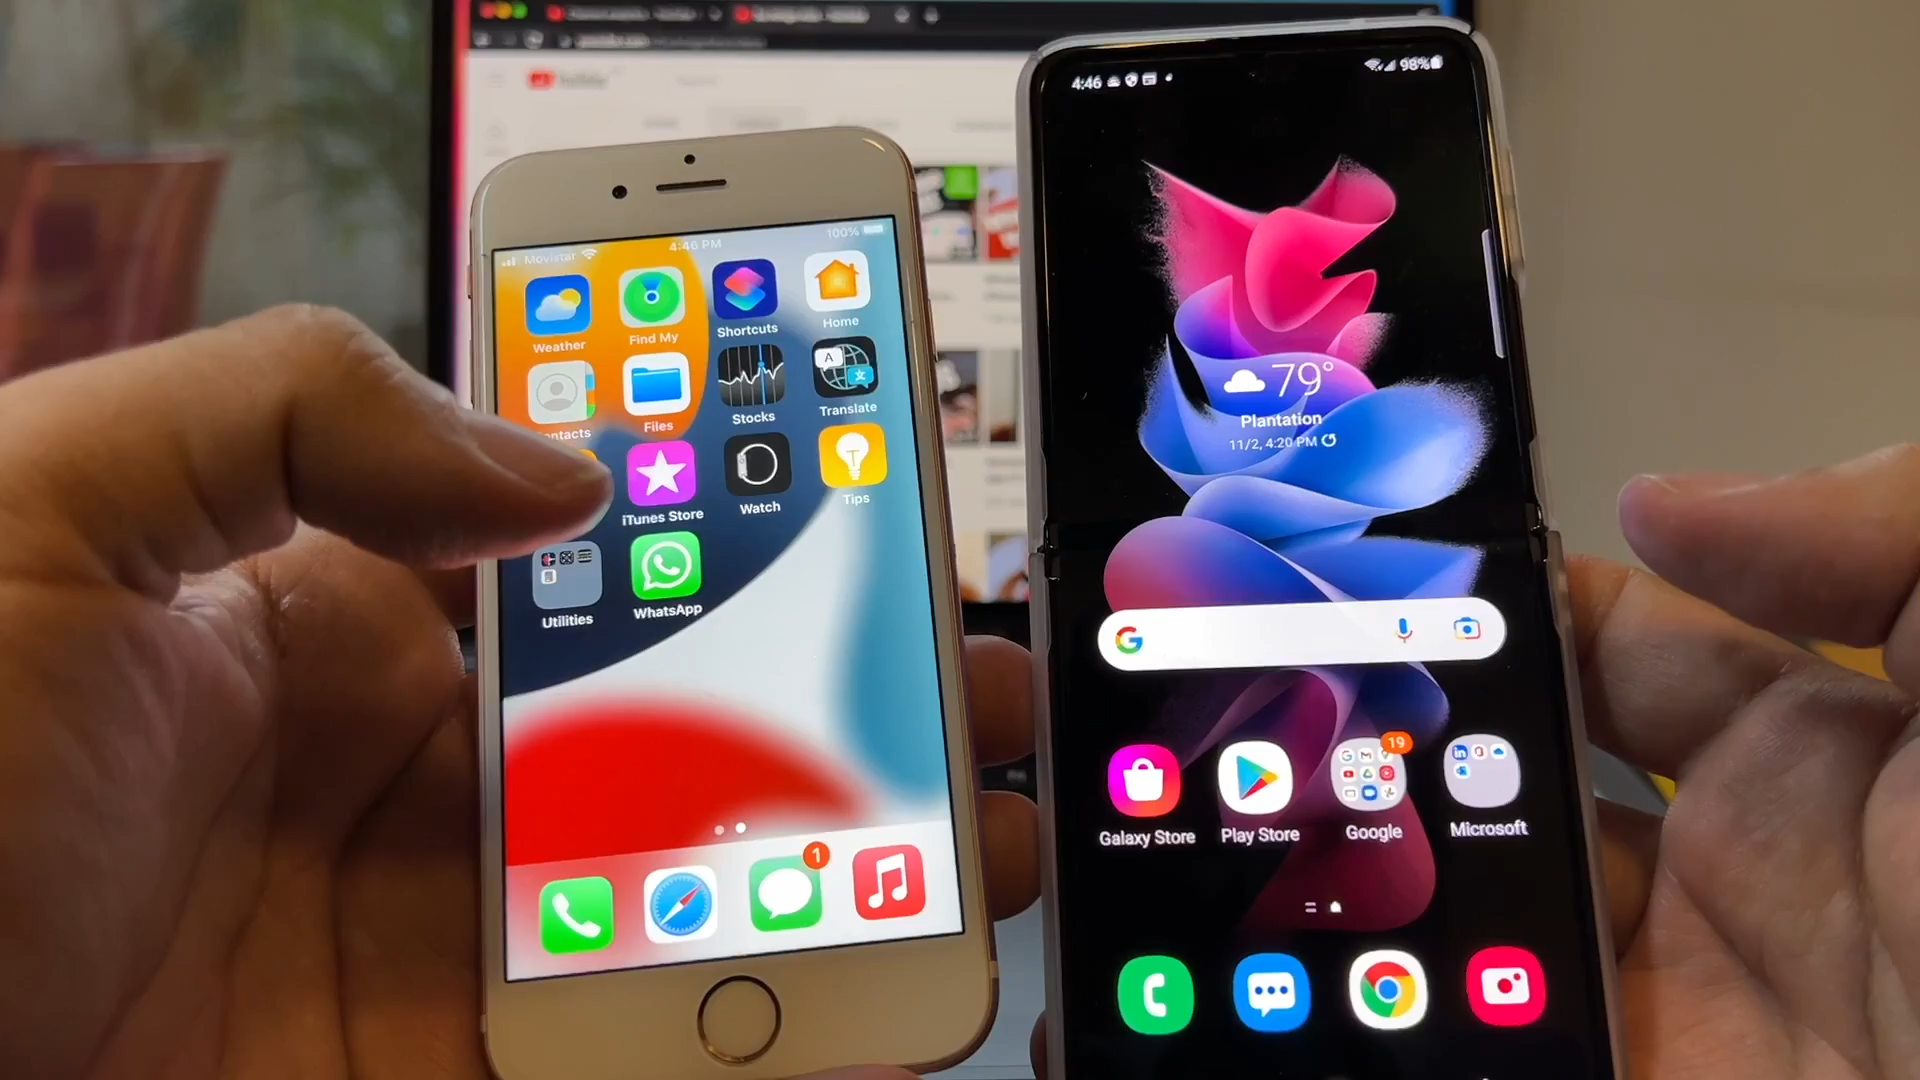 Movistar
4:46 PM
100%
Weather
Find My
Shortcuts
Home
ontacts
Files
Stocks
Translate
iTunes Store
Watch
Tips
Utilities
WhatsApp
1
4:46
98%
79°
Plantation
11/2, 4:20 PM
19
Galaxy Store
Play Store
Google
Microsoft